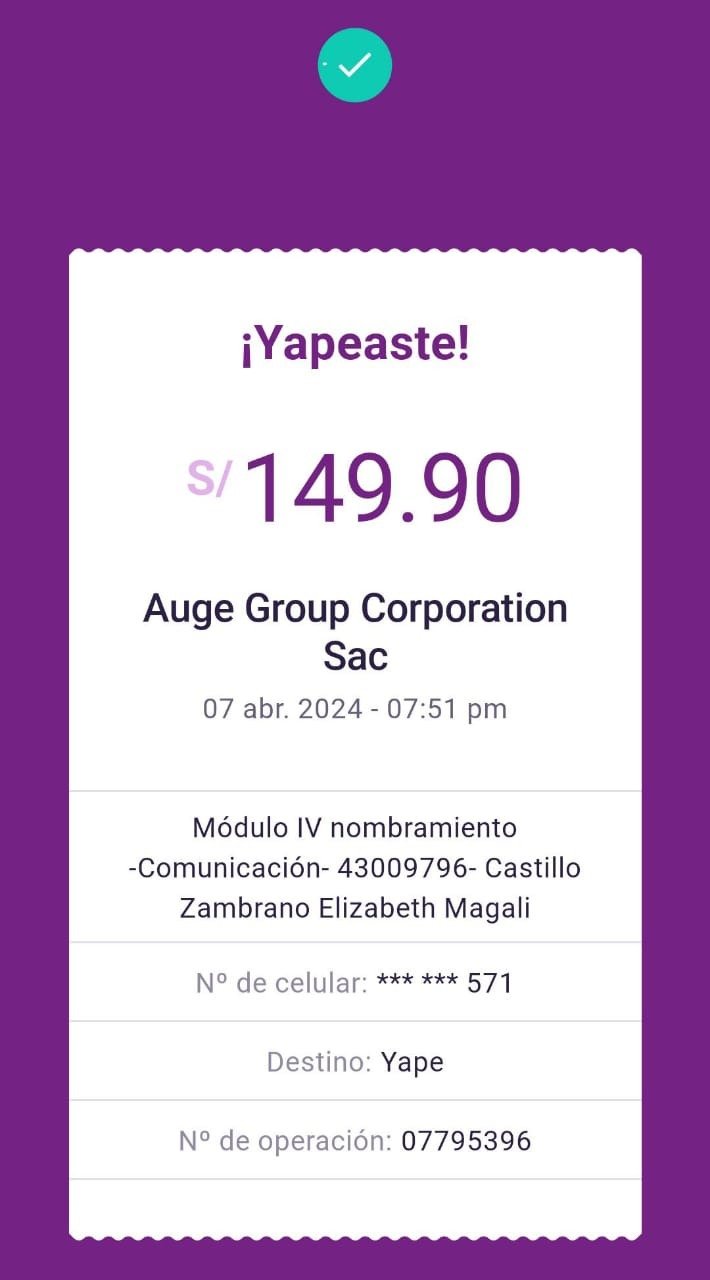 ¡Yapeaste!
S/ 149.90
Auge Group Corporation
Sac
07 abr. 2024 - 07:51 pm
Módulo IV nombramiento
-Comunicación- 43009796- Castillo
Zambrano Elizabeth Magali
Nº de celular: *** *** 571
Destino: Yape
Nº de operación: 07795396